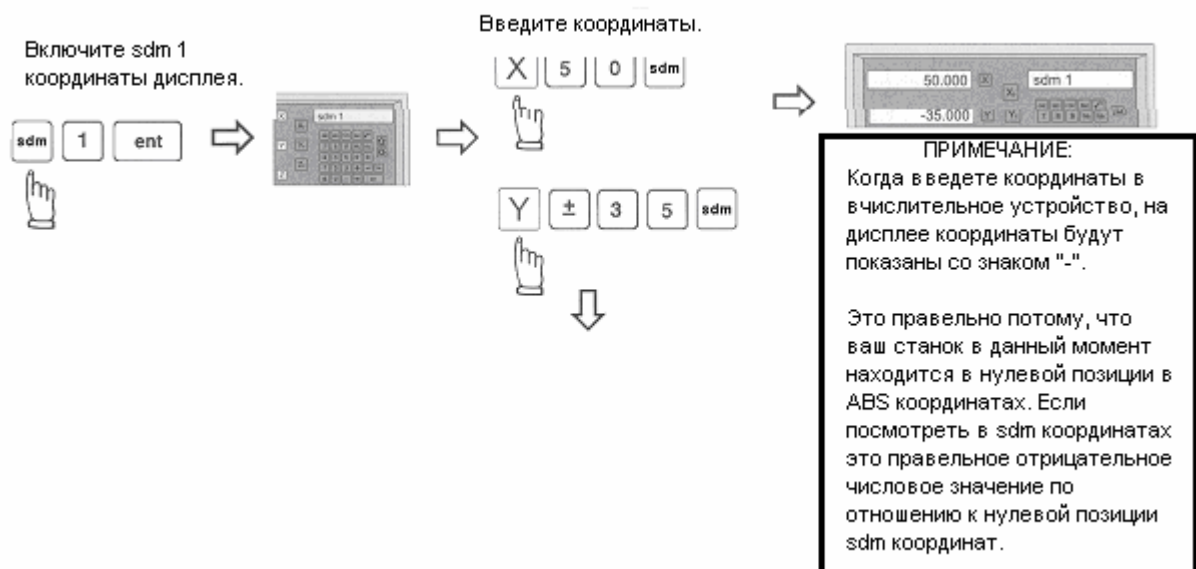 Включите sdm 1
координаты дисплея.
sdm 1 ent
sdm 1
Введите координаты.
X 5 0 sdm
Y ± 3 5 sdm
50.000 X sdm 1
-35.000 Y
ПРИМЕЧАНИЕ:
Когда введете координаты в
вчислительное устройство, на
дисплее координаты будут
показаны со знаком "-".
Это правельно потому, что
ваш станок в данный момент
находится в нулевой позиции в
ABS координатах. Если
посмотреть в sdm координатах
это правельное отрицательное
числовое значение по
отношению к нулевой позиции
sdm координат.